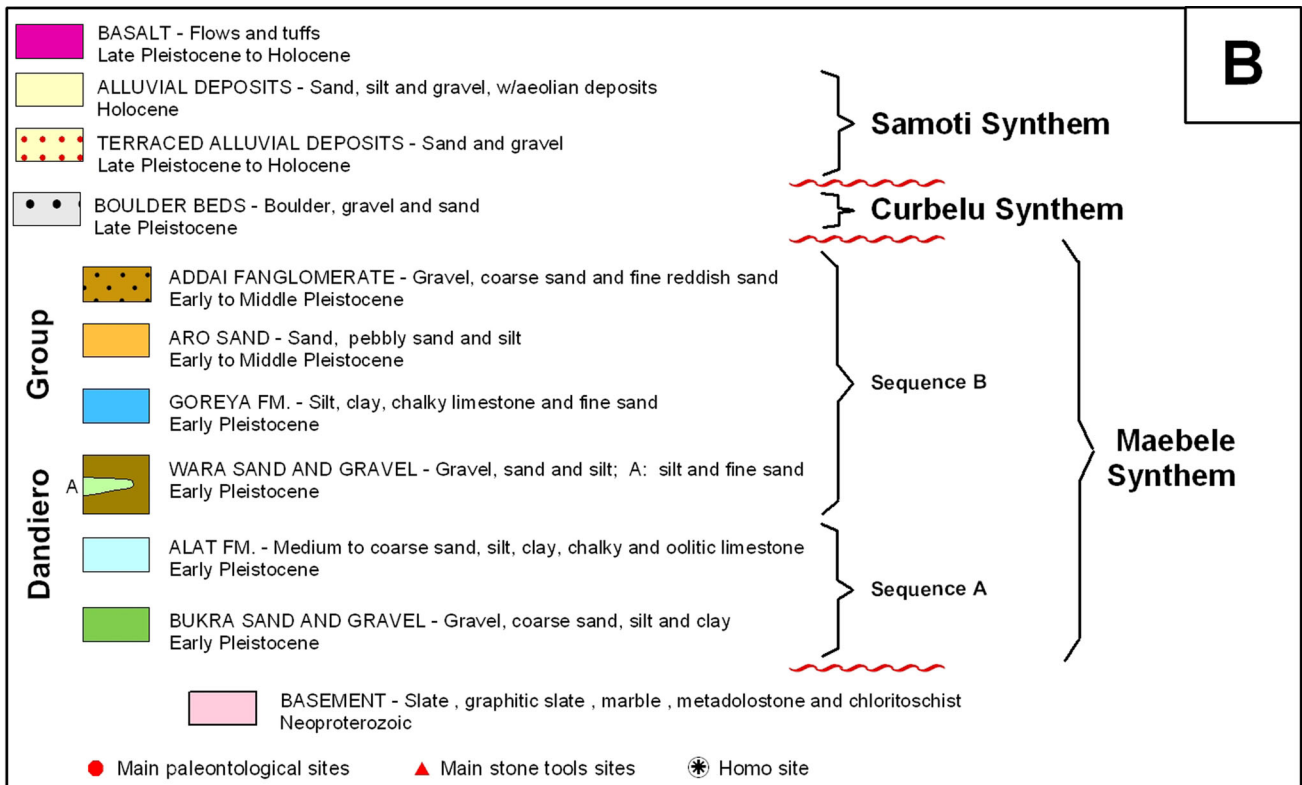 B
BASALT - Flows and tuffs
Late Pleistocene to Holocene
ALLUVIAL DEPOSITS - Sand, silt and gravel, w/aeolian deposits
Holocene
Samoti Synthem
TERRACED ALLUVIAL DEPOSITS - Sand and gravel
Late Pleistocene to Holocene
BOULDER BEDS - Boulder, gravel and sand
Late Pleistocene
Curbelu Synthem
Dandiero Group
ADDAI FANGLOMERATE - Gravel, coarse sand and fine reddish sand
Early to Middle Pleistocene
ARO SAND - Sand, pebbly sand and silt
Early to Middle Pleistocene
GOREYA FM. - Silt, clay, chalky limestone and fine sand
Early Pleistocene
Sequence B
A
WARA SAND AND GRAVEL - Gravel, sand and silt; A: silt and fine sand
Early Pleistocene
Maebele
Synthem
ALAT FM. - Medium to coarse sand, silt, clay, chalky and oolitic limestone
Early Pleistocene
Sequence A
BUKRA SAND AND GRAVEL - Gravel, coarse sand, silt and clay
Early Pleistocene
BASEMENT - Slate , graphitic slate , marble , metadolostone and chloritoschist
Neoproterozoic
Main paleontological sites
Main stone tools sites
Homo site